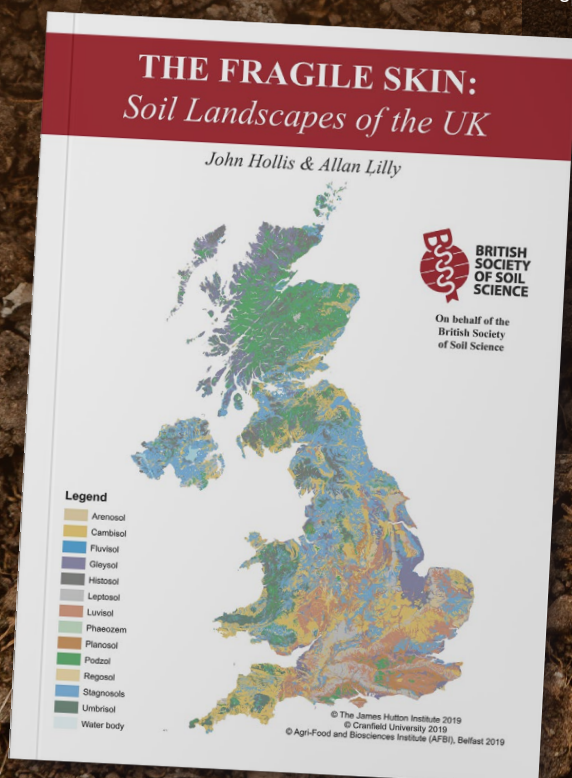 THE FRAGILE SKIN:
Soil Landscapes of the UK
John Hollis & Allan Lilly
BRITISH
SOCIETY
OF SOIL
SCIENCE
On behalf of the
British Society
of Soil Science
Legend
Arenosol
Cambisol
Fluvisol
Gleysol
Histosol
Leptosol
Luvisol
Phaeozem
Planosol
Podzol
Regosol
Stagnosols
Umbrisol
Water body
© The James Hutton Institute 2019
© Cranfield University 2019
© Agri-Food and Biosciences Institute (AFBI), Belfast 2019